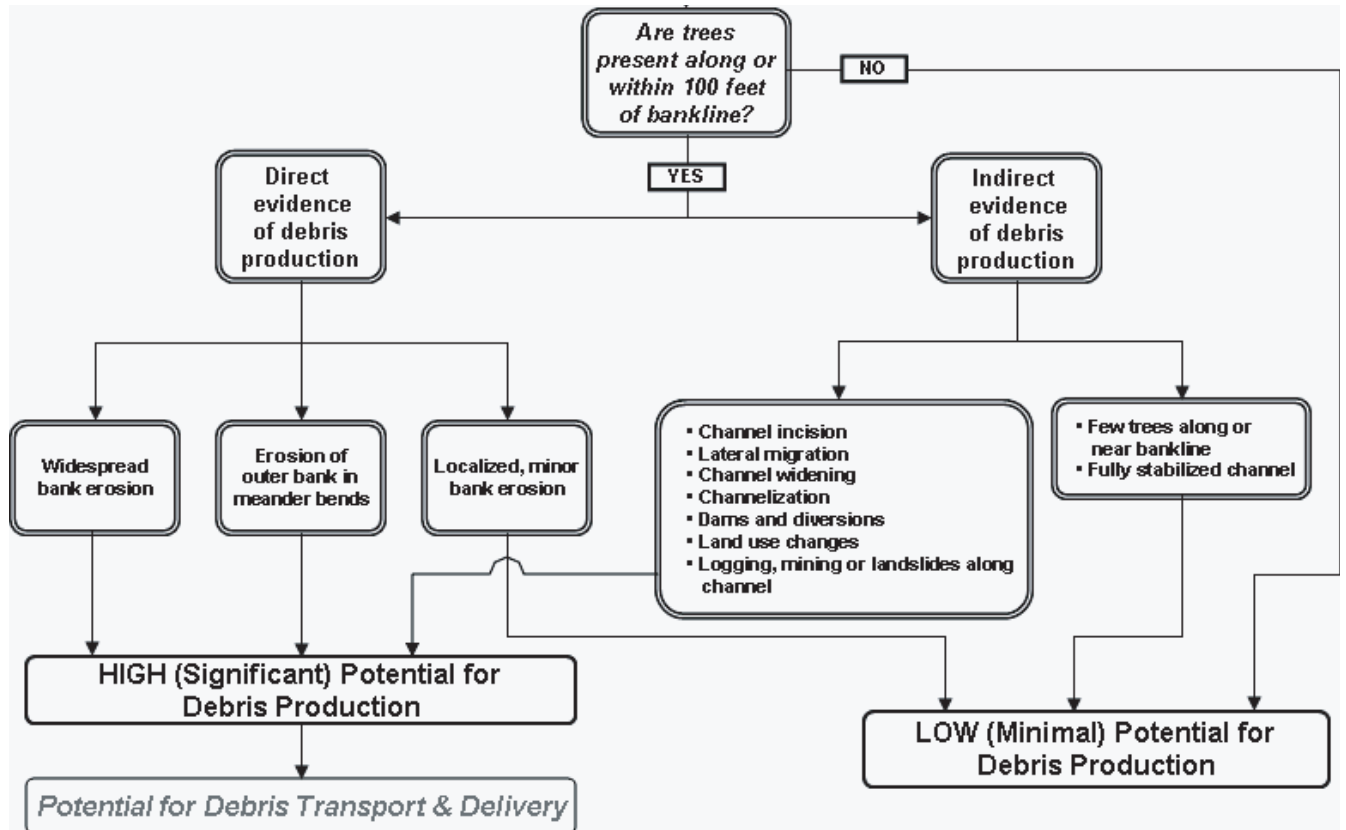 Are trees
present along or
within 100 feet
of bankline?
NO
YES
Direct
evidence
of debris
production
Indirect
evidence
of debris
production
Widespread
bank erosion
Erosion of
outer bank in
meander bends
Localized, minor
bank erosion
▪ Channel incision
▪ Lateral migration
▪ Channel widening
▪ Channelization
▪ Dams and diversions
▪ Land use changes
▪ Logging, mining or landslides along
channel
▪ Few trees along or
near bankline
▪ Fully stabilized channel
HIGH (Significant) Potential for
Debris Production
LOW (Minimal) Potential for
Debris Production
Potential for Debris Transport & Delivery